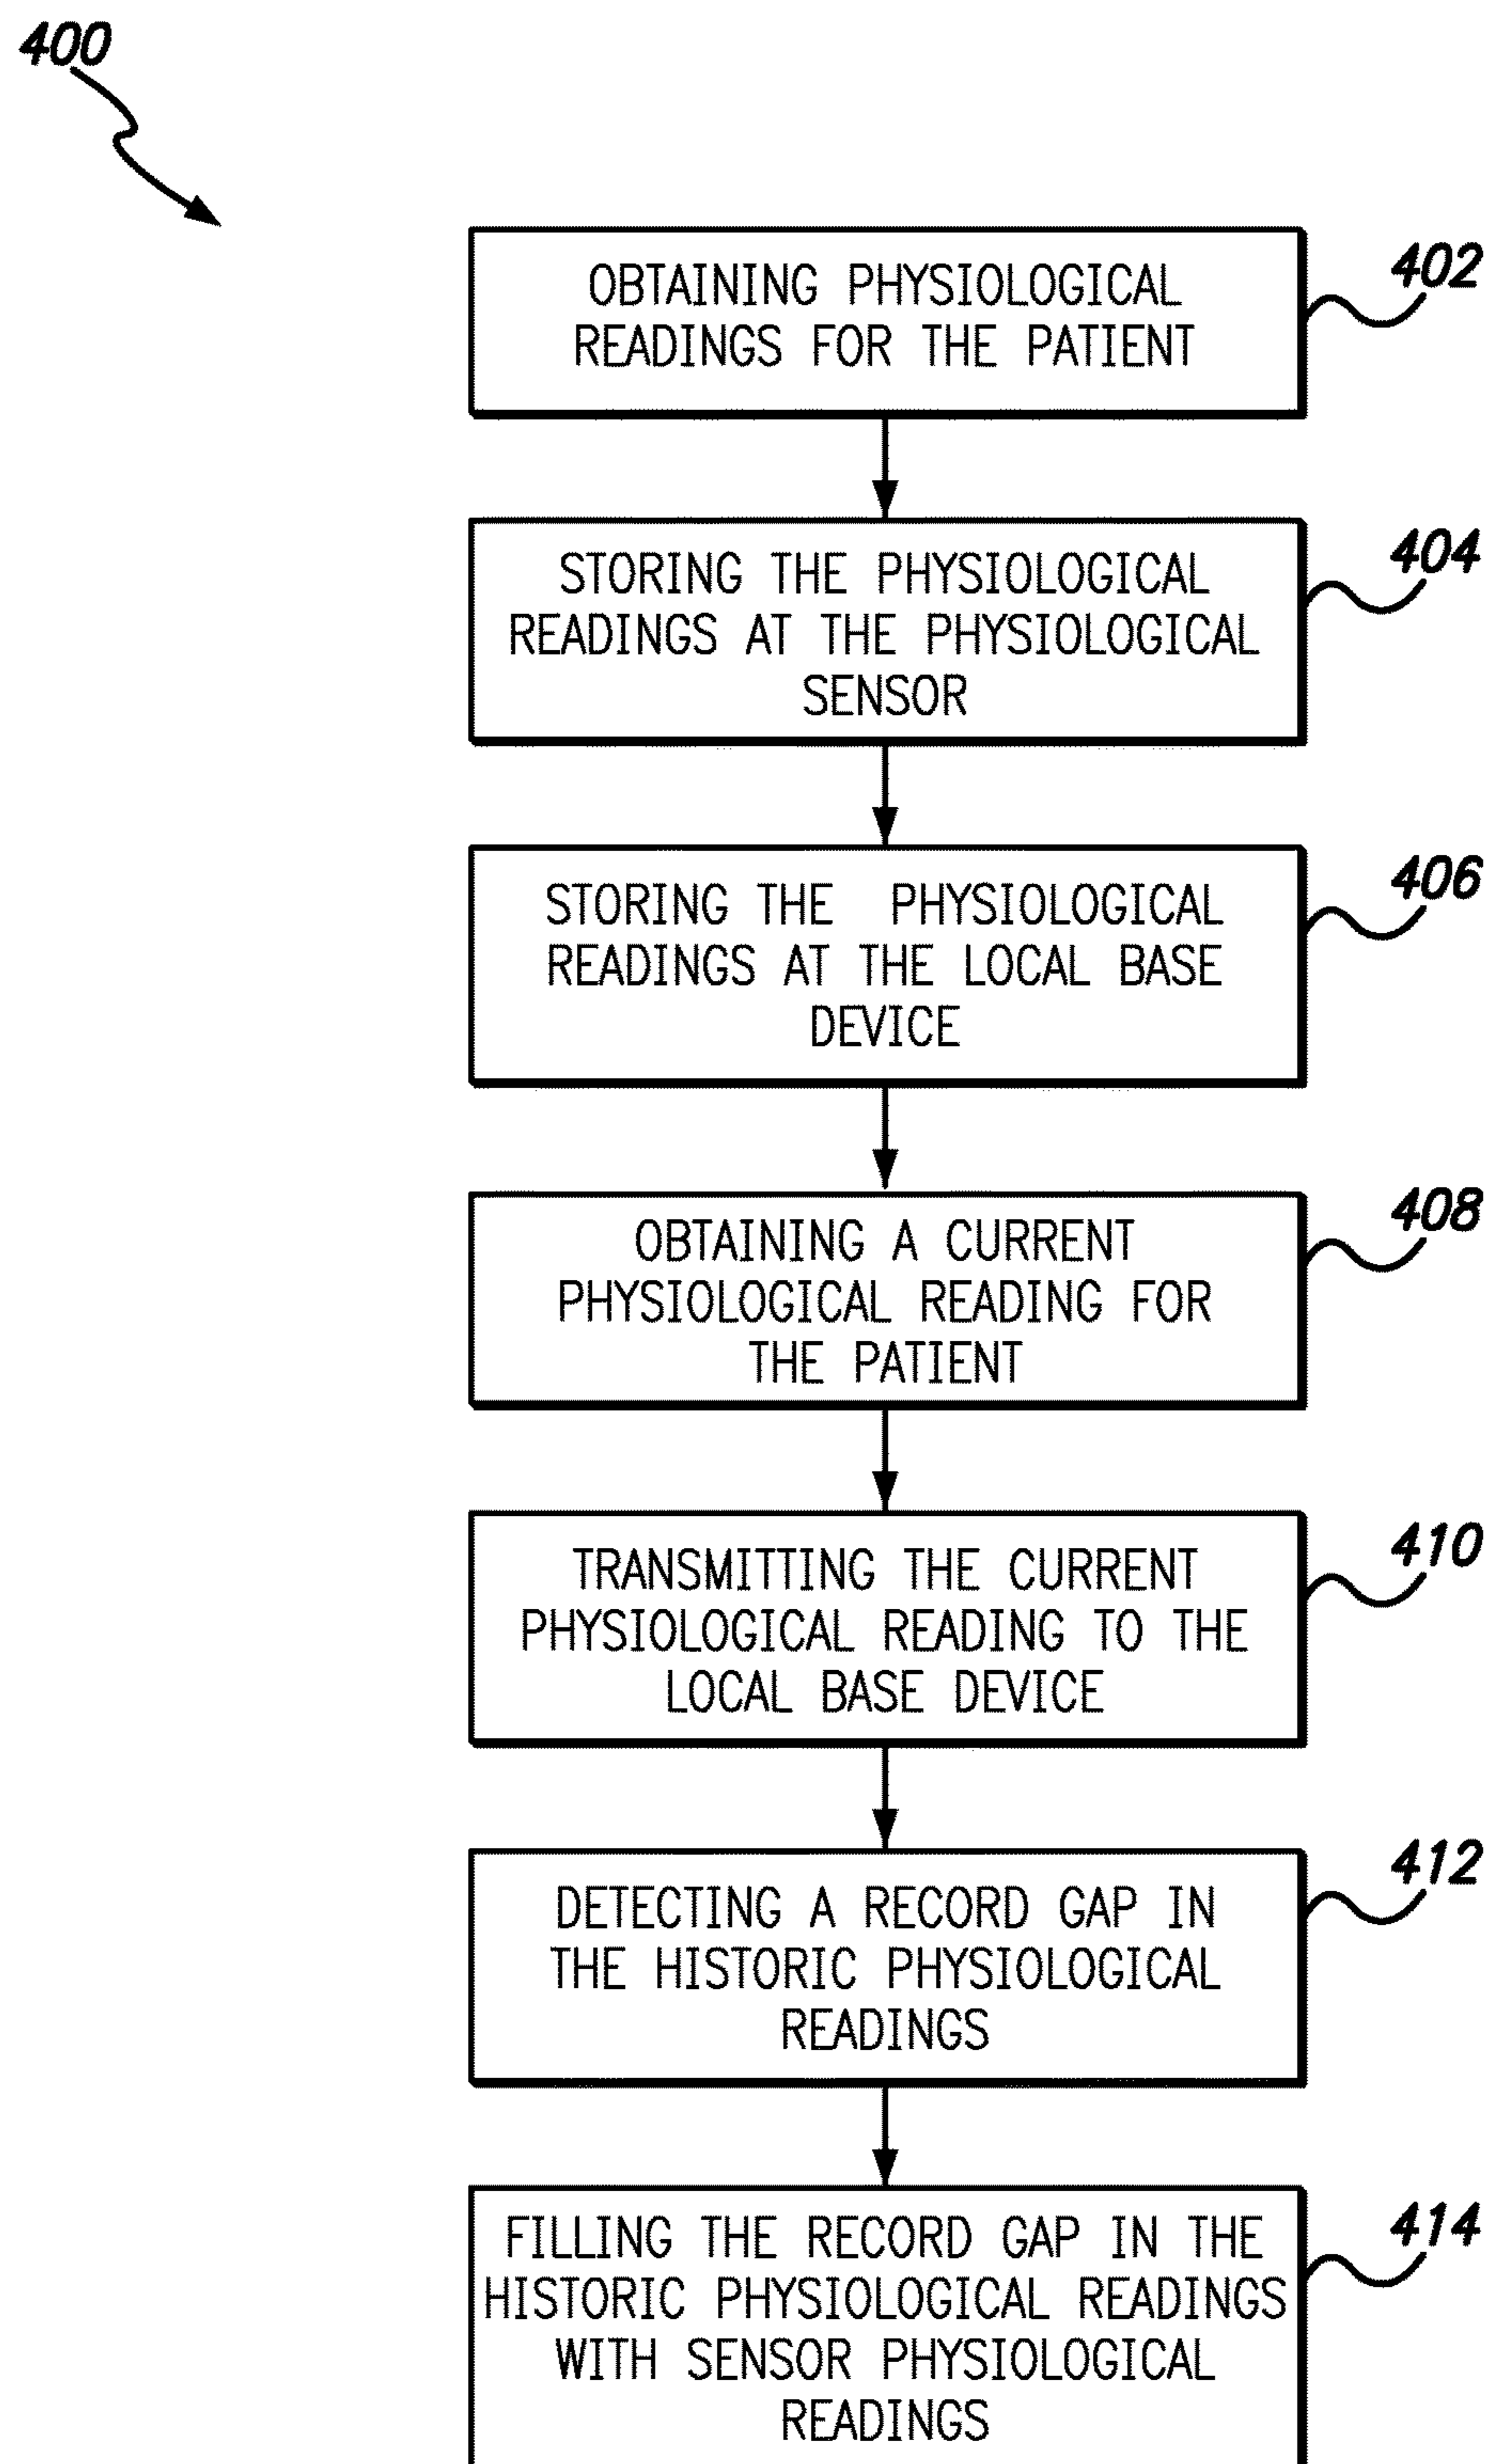 400
OBTAINING PHYSIOLOGICAL
READINGS FOR THE PATIENT
402
STORING THE PHYSIOLOGICAL
READINGS AT THE PHYSIOLOGICAL
SENSOR
404
STORING THE PHYSIOLOGICAL
READINGS AT THE LOCAL BASE
DEVICE
406
OBTAINING A CURRENT
PHYSIOLOGICAL READING FOR
THE PATIENT
408
TRANSMITTING THE CURRENT
PHYSIOLOGICAL READING TO THE
LOCAL BASE DEVICE
410
DETECTING A RECORD GAP IN
THE HISTORIC PHYSIOLOGICAL
READINGS
412
FILLING THE RECORD GAP IN THE
HISTORIC PHYSIOLOGICAL READINGS
WITH SENSOR PHYSIOLOGICAL
READINGS
414